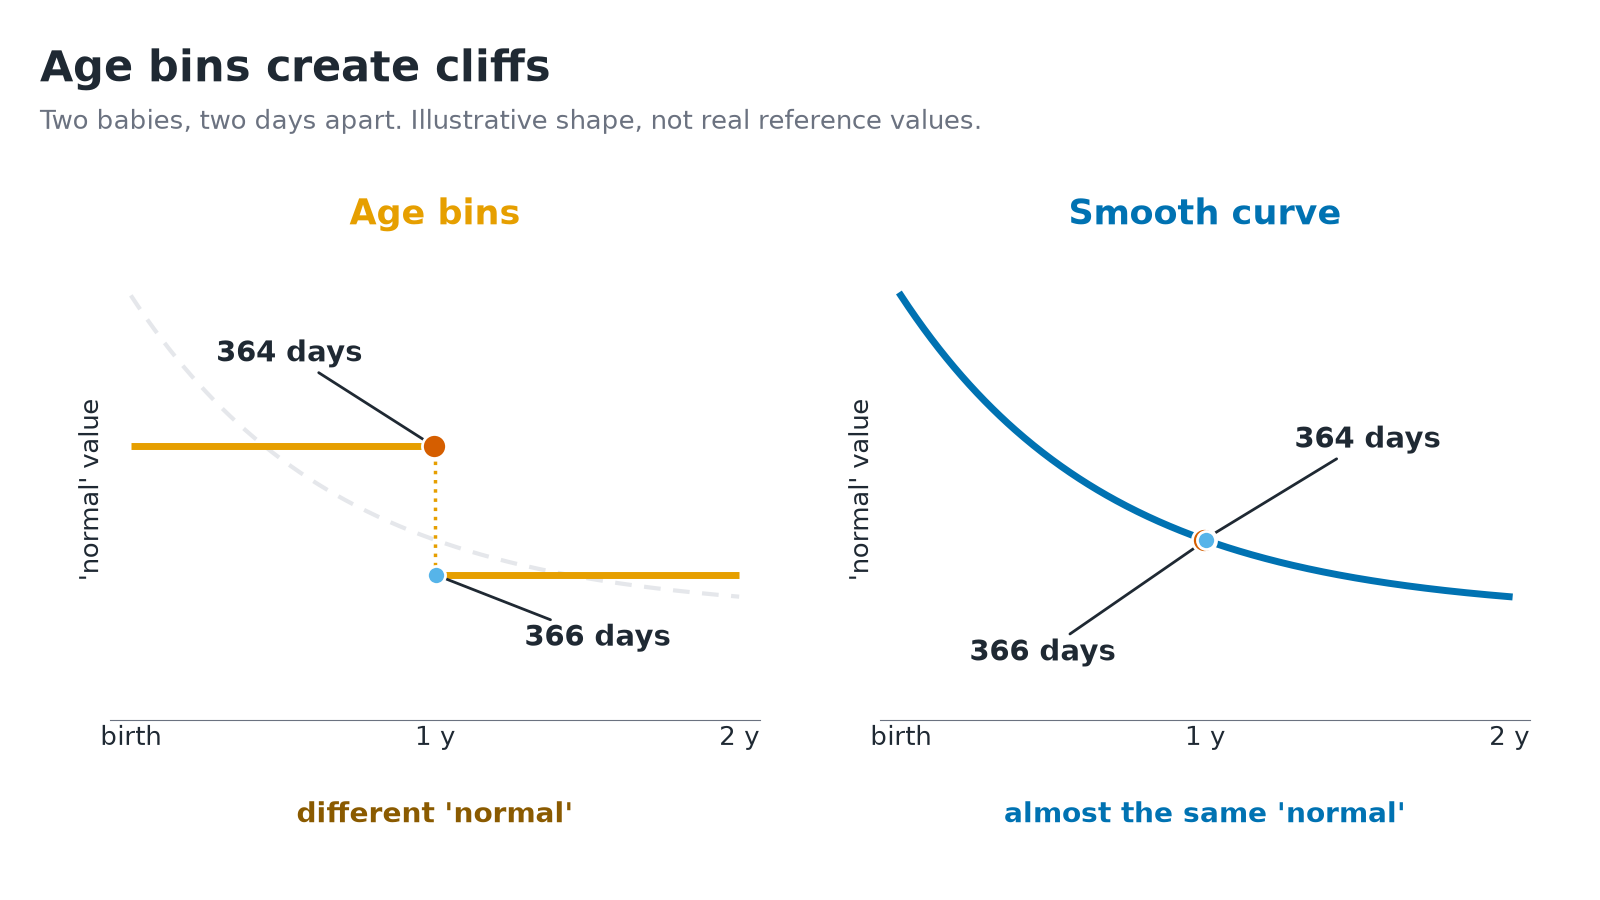 Age bins create cliffs
Two babies, two days apart. Illustrative shape, not real reference values.
Age bins
364 days
'normal' value
366 days
birth
1 y
2 y
different 'normal'
Smooth curve
364 days
'normal' value
366 days
birth
1 y
2 y
almost the same 'normal'